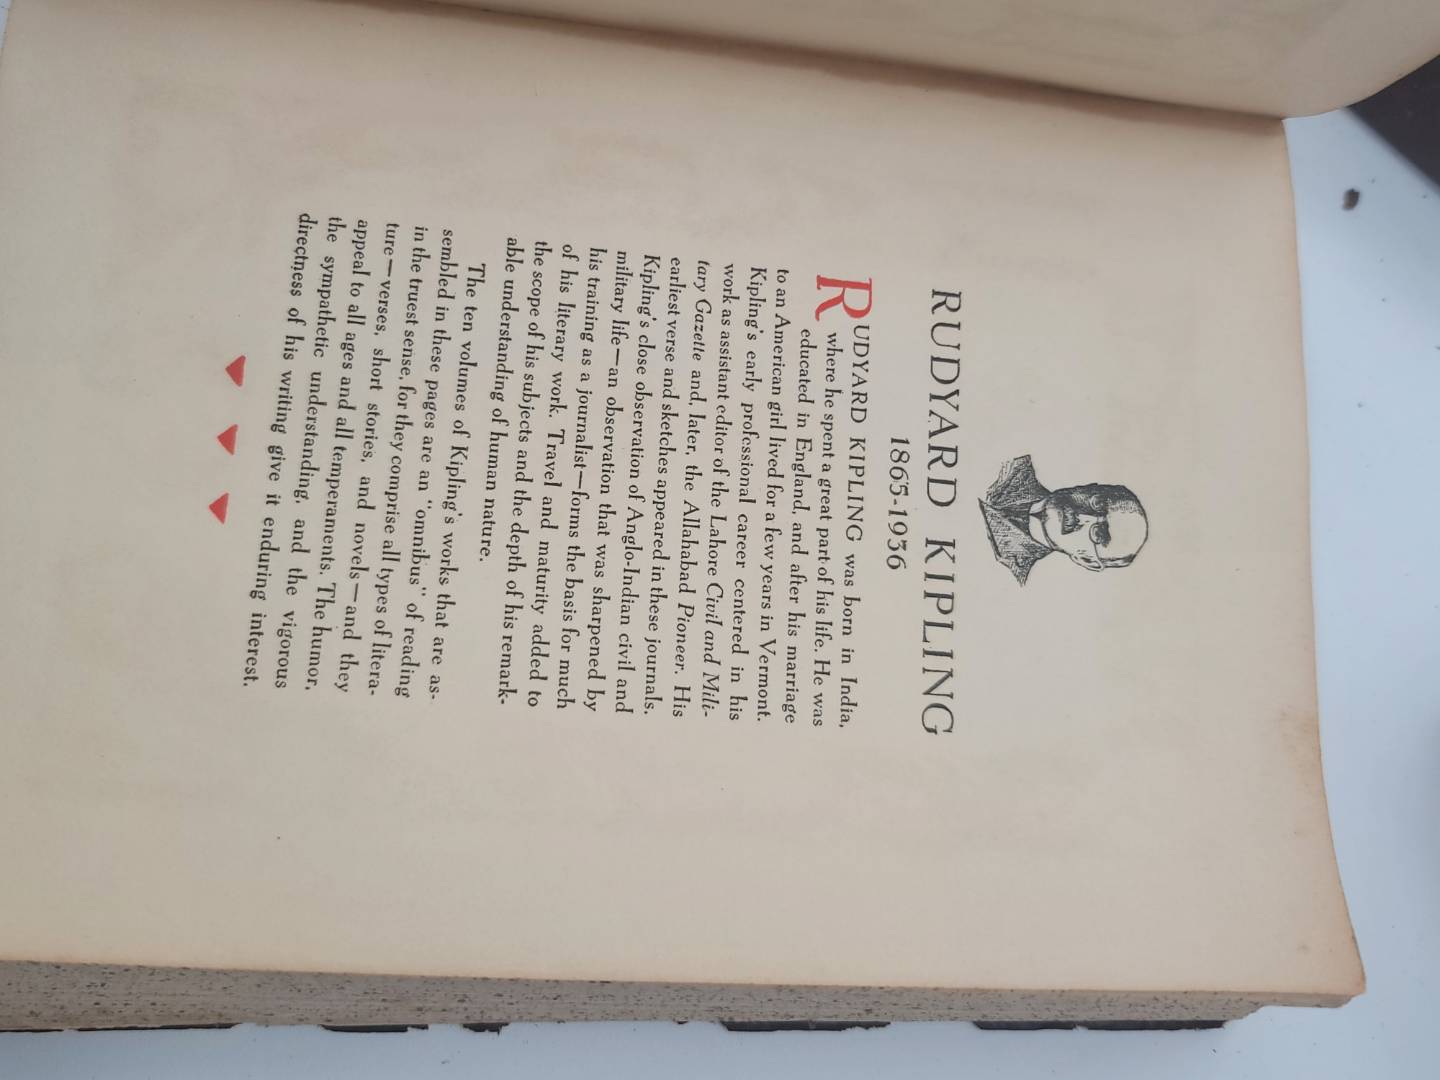 RUDYARD KIPLING
1865-1936
RUDYARD KIPLING was born in India,
where he spent a great part of his life. He was
educated in England, and after his marriage
to an American girl lived for a few years in Vermont.
Kipling's early professional career centered in his
work as assistant editor of the Lahore Civil and Mili-
tary Gazette and, later, the Allahabad Pioneer. His
earliest verse and sketches appeared in these journals.
Kipling's close observation of Anglo-Indian civil and
military life—an observation that was sharpened by
his training as a journalist—forms the basis for much
of his literary work. Travel and maturity added to
the scope of his subjects and the depth of his remark-
able understanding of human nature.
The ten volumes of Kipling's works that are as-
sembled in these pages are an "omnibus" of reading
in the truest sense, for they comprise all types of litera-
ture—verses, short stories, and novels—and they
appeal to all ages and all temperaments. The humor,
the sympathetic understanding, and the vigorous
directness of his writing give it enduring interest.